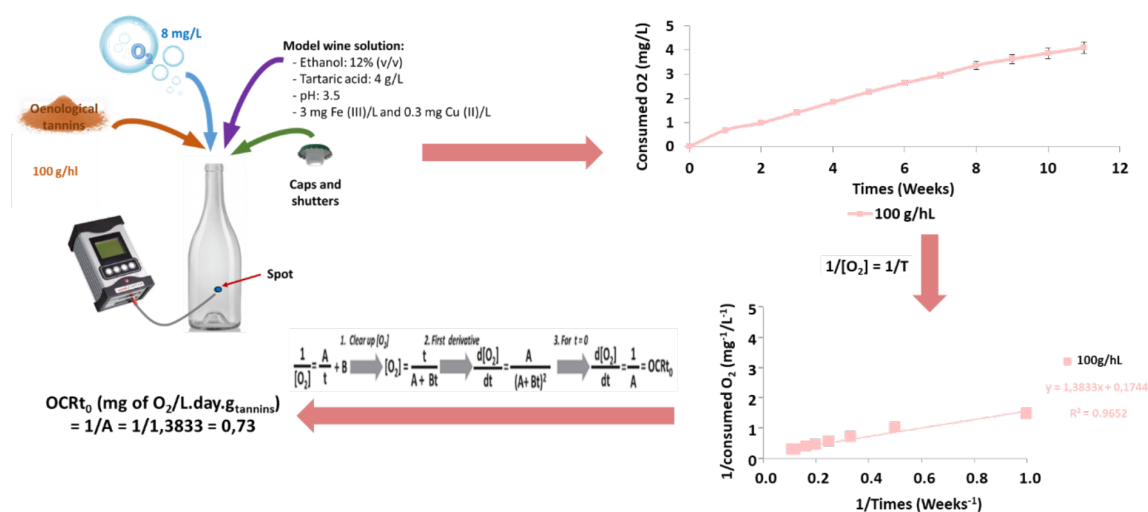 8 mg/L
O2
Oenological
tannins
100 g/hl
Model wine solution:
- Ethanol: 12% (v/v)
- Tartaric acid: 4 g/L
- pH: 3.5
- 3 mg Fe (III)/L and 0.3 mg Cu (II)/L
Caps and
shutters
Spot
Consumed O2 (mg/L)
5
4
3
2
1
0
0 2 4 6 8 10 12
Times (Weeks)
100 g/hL
1/[O₂] = 1/T
1/consumed O₂ (mg⁻¹/L⁻¹)
5
4
3
2
1
0
0.0 0.2 0.4 0.6 0.8 1.0
1/Times (Weeks⁻¹)
100g/hL
y = 1,3833x + 0,1744
R² = 0.9652
1. Clear up [O₂] 2. First derivative 3. For t = 0
1/[O₂] = A/t + B [O₂] = t/(A + Bt) d[O₂]/dt = A/(A+ Bt)² d[O₂]/dt = 1/A = OCRt₀
OCRt₀ (mg of O₂/L.day.g tannins)
= 1/A = 1/1,3833 = 0,73